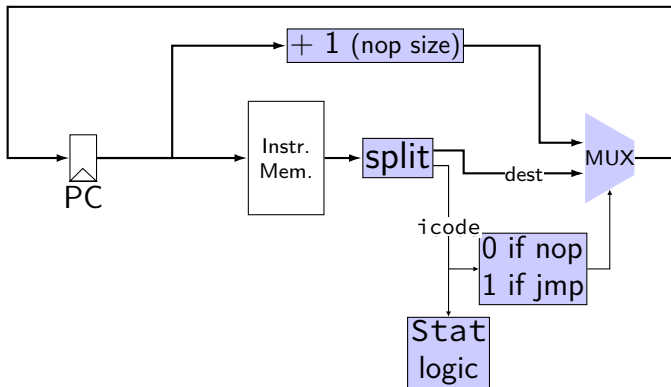 + 1 (nop size)
Instr.
Mem.
split
MUX
dest
PC
icode
0 if nop
1 if jmp
Stat
logic